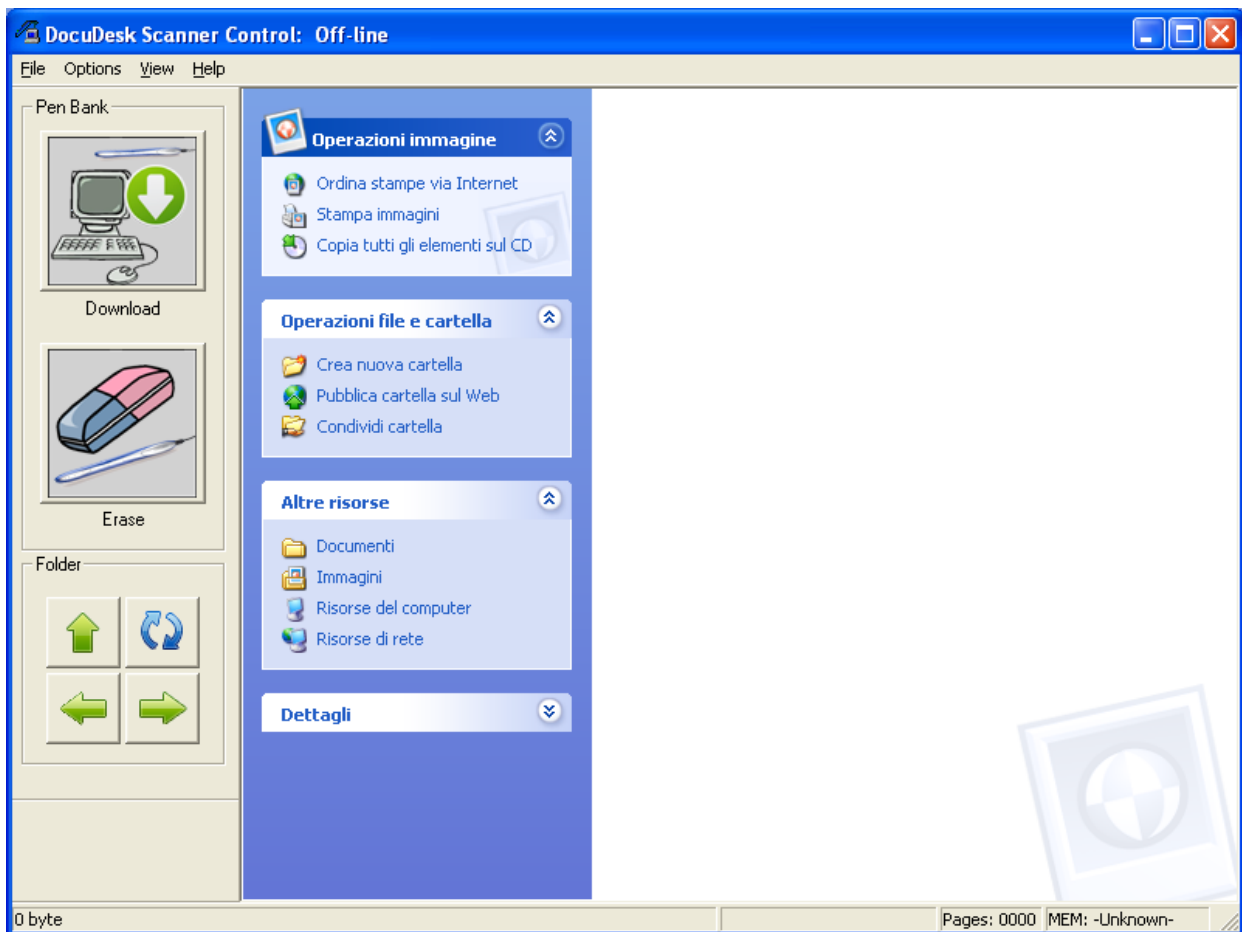 DocuDesk Scanner Control: Off-line
File Options View Help
Pen Bank
Download
Erase
Folder
Operazioni immagine
Ordina stampe via Internet
Stampa immagini
Copia tutti gli elementi sul CD
Operazioni file e cartella
Crea nuova cartella
Pubblica cartella sul Web
Condividi cartella
Altre risorse
Documenti
Immagini
Risorse del computer
Risorse di rete
Dettagli
0 byte
Pages: 0000
MEM: -Unknown-